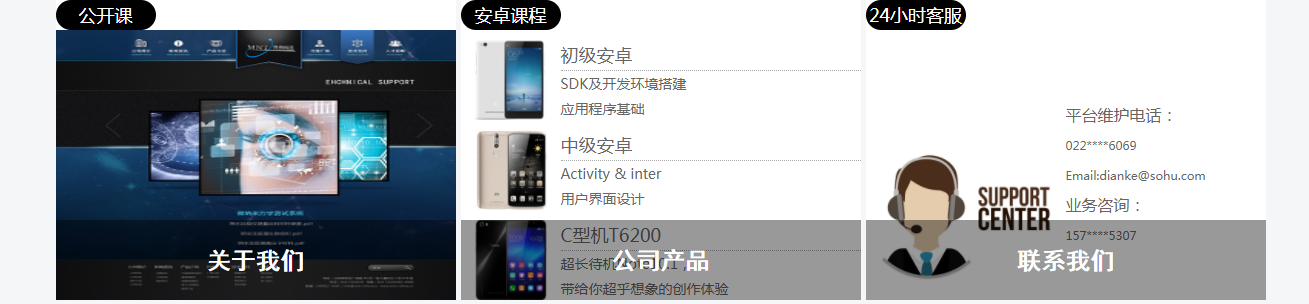 公开课
MNT
EHCHNICAL SUPPORT
关于我们
安卓课程
初级安卓
SDK及开发环境搭建
应用程序基础
中级安卓
Activity & inter
用户界面设计
C型机T6200
超长待机
公司产品
带给你超乎想象的创作体验
24小时客服
平台维护电话：
022****6069
Email:dianke@sohu.com
SUPPORT
CENTER
业务咨询：
157****5307
联系我们